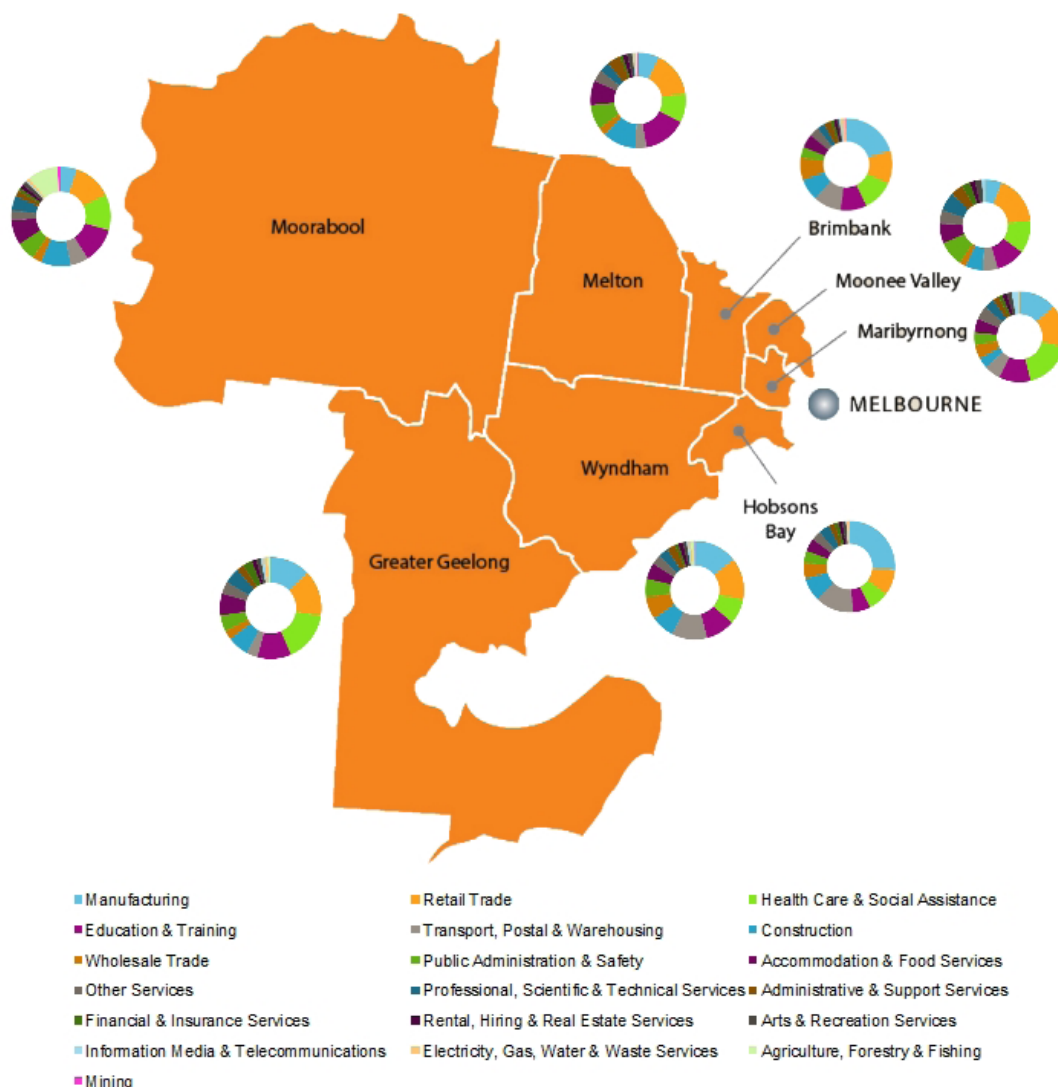 Moorabool
Melton
Brimbank
Moonee Valley
Maribyrnong
MELBOURNE
Wyndham
Hobsons
Bay
Greater Geelong
Manufacturing
Retail Trade
Health Care & Social Assistance
Education & Training
Transport, Postal & Warehousing
Construction
Wholesale Trade
Public Administration & Safety
Accommodation & Food Services
Other Services
Professional, Scientific & Technical Services
Administrative & Support Services
Financial & Insurance Services
Rental, Hiring & Real Estate Services
Arts & Recreation Services
Information Media & Telecommunications
Electricity, Gas, Water & Waste Services
Agriculture, Forestry & Fishing
Mining